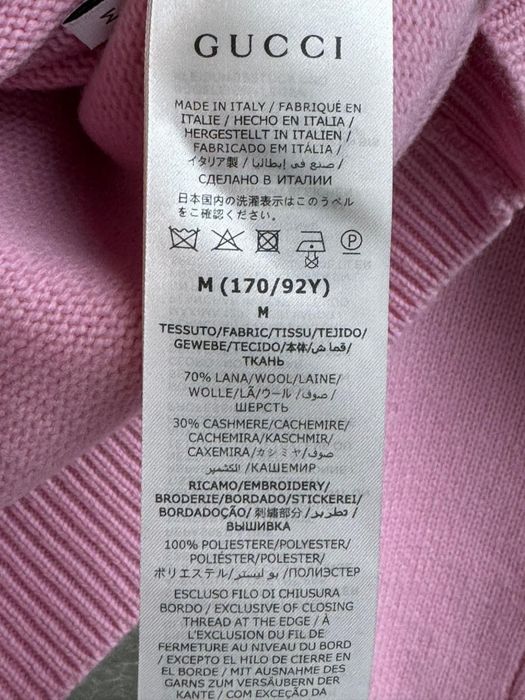 GUCCI
MADE IN ITALY / FABRIQUÉ EN
ITALIE / HECHO EN ITALIA /
HERGESTELLT IN ITALIEN /
FABRICADO EM ITÁLIA /
イタリア製 / صنع في إيطاليا /
СДЕЛАНО В ИТАЛИИ
日本国内の洗濯表示はこのラベル
をご確認ください。
P
M (170/92Y)
M
TESSUTO/FABRIC/TISSU/TEJIDO/
GEWEBE/TECIDO/本体/قماش/
ТКАНЬ
70% LANA/WOOL/LAINE/
WOLLE/LÃ/ウール /صوف/
ШЕРСТЬ
30% CASHMERE/CACHEMIRE/
CACHEMIRA/KASCHMIR/
CAXEMIRA/カシミヤ/صوف
الكشمير /КАШЕМИР
RICAMO/EMBROIDERY/
BRODERIE/BORDADO/STICKEREI/
BORDADOÇÃO/ 刺繍部分/تطريز/
ВЫШИВКА
100% POLIESTERE/POLYESTER/
POLIÉSTER/POLESTER/
ポリエステル/بوليستر/ПОЛИЭСТЕР
ESCLUSO FILO DI CHIUSURA
BORDO / EXCLUSIVE OF CLOSING
THREAD AT THE EDGE / À
L'EXCLUSION DU FIL DE
FERMETURE AU NIVEAU DU BORD
/ EXCEPTO EL HILO DE CIERRE EN
EL BORDE / MIT AUSNAHME DES
GARNS ZUM VERSÄUBERN DER
KANTE / COM EXCEÇÃO DA